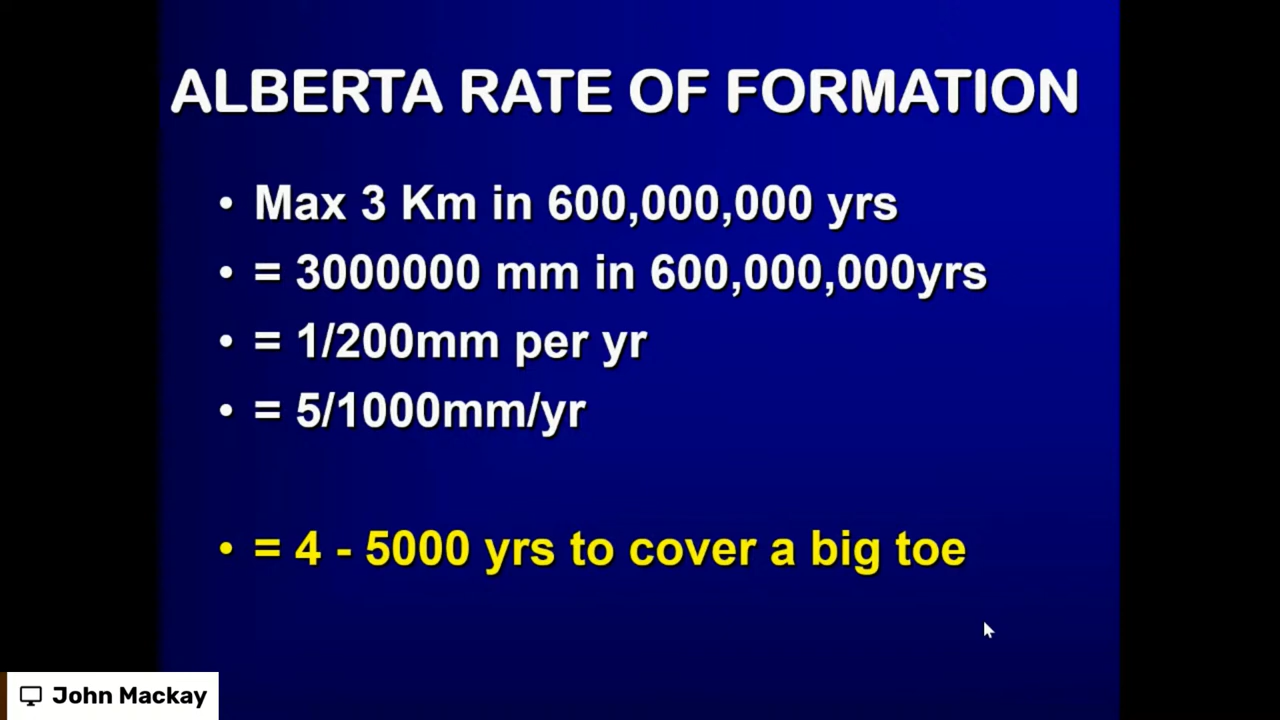 ALBERTA RATE OF FORMATION
• Max 3 Km in 600,000,000 yrs
• = 3000000 mm in 600,000,000yrs
• = 1/200mm per yr
• = 5/1000mm/yr
• = 4 - 5000 yrs to cover a big toe
John Mackay